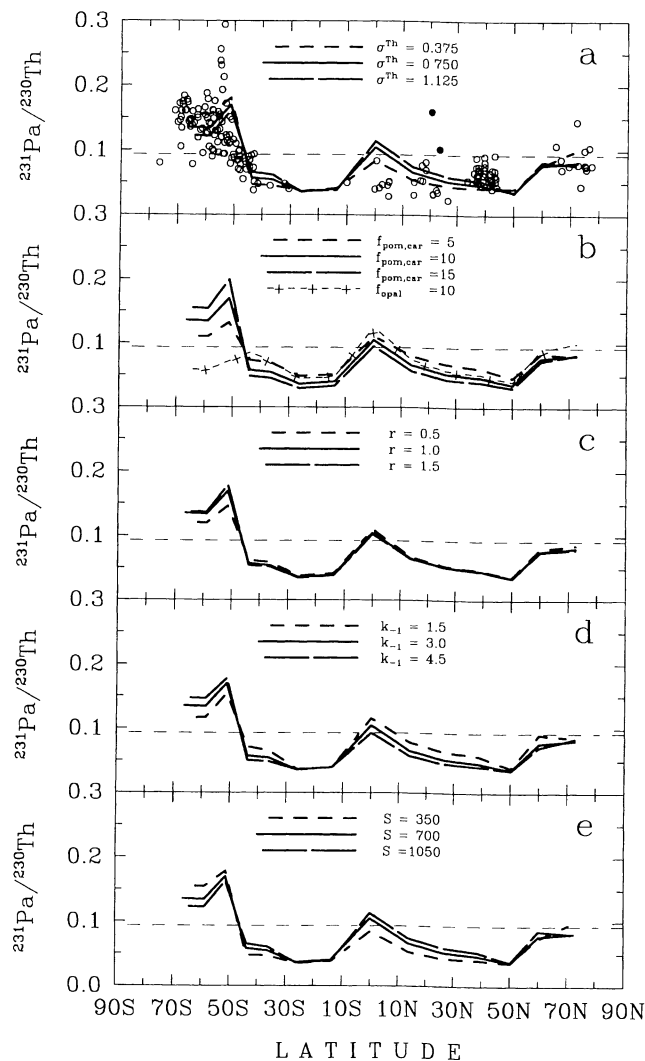 0.3
0.2
0.1
0.3
0.2
0.1
0.3
0.2
0.1
0.3
0.2
0.1
0.3
0.2
0.1
0.0
231Pa/230Th
231Pa/230Th
231Pa/230Th
231Pa/230Th
231Pa/230Th
a
σTh = 0.375
σTh = 0 750
σTh = 1.125
b
fpom,car = 5
fpom,car =10
fpom,car = 15
fopal =10
c
r = 0.5
r = 1.0
r = 1.5
d
k−1 = 1.5
k−1 = 3.0
k−1 = 4.5
e
S = 350
S = 700
S =1050
90S 70S 50S 30S 10S 10N 30N 50N 70N 90N
LATITUDE